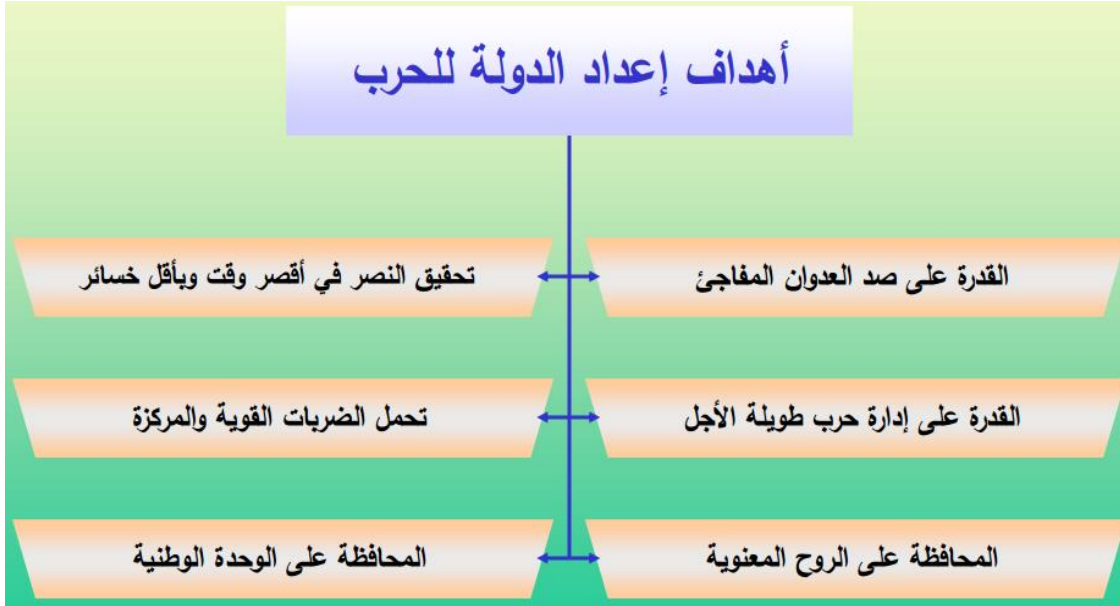 أهداف إعداد الدولة للحرب
القدرة على صد العدوان المفاجئ
تحقيق النصر في أقصر وقت وبأقل خسائر
القدرة على إدارة حرب طويلة الأجل
تحمل الضربات القوية والمركزة
المحافظة على الروح المعنوية
المحافظة على الوحدة الوطنية